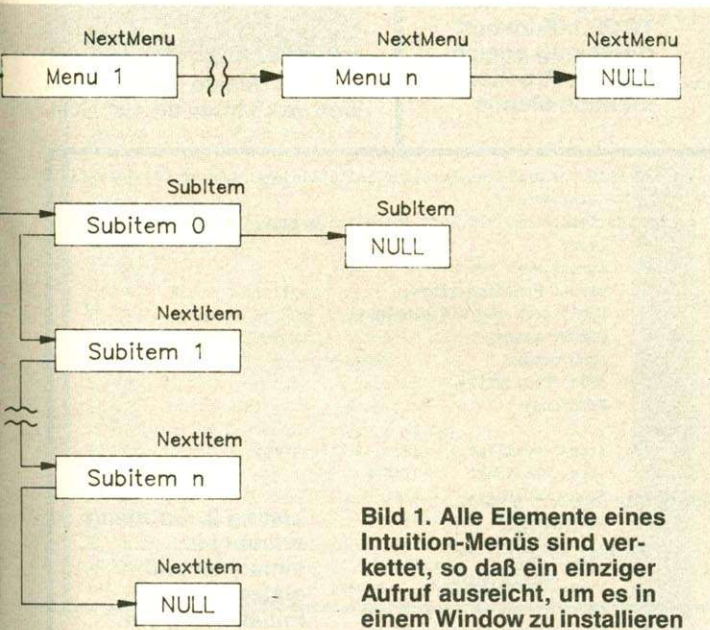 NextMenu NextMenu NextMenu
Menu 1 Menu n NULL
SubItem
Subitem 0
SubItem
NULL
NextItem
Subitem 1
NextItem
Subitem n
NextItem
NULL
Bild 1. Alle Elemente eines
Intuition-Menüs sind ver-
kettet, so daß ein einziger
Aufruf ausreicht, um es in
einem Window zu installieren